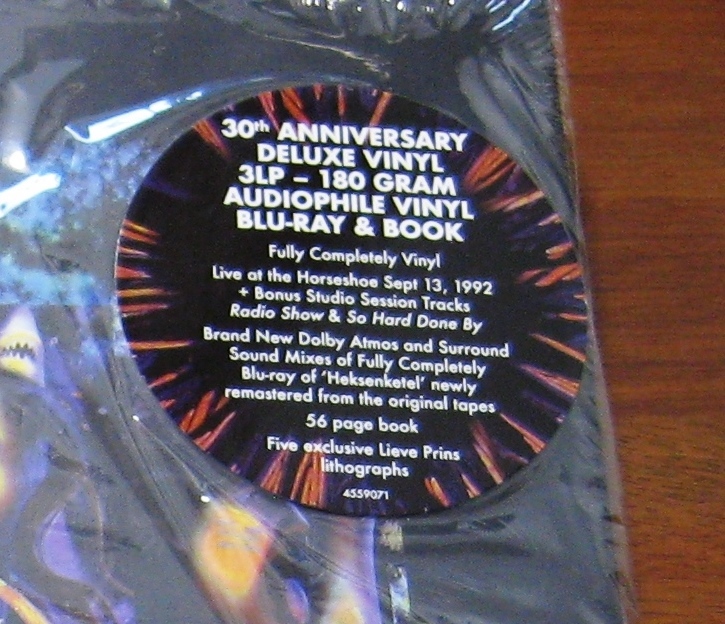 30th ANNIVERSARY
DELUXE VINYL
3LP – 180 GRAM
AUDIOPHILE VINYL
BLU-RAY & BOOK
Fully Completely Vinyl
Live at the Horseshoe Sept 13, 1992
+ Bonus Studio Session Tracks
Radio Show & So Hard Done By
Brand New Dolby Atmos and Surround
Sound Mixes of Fully Completely
Blu-ray of ‘Heksenketel’ newly
remastered from the original tapes
56 page book
Five exclusive Lieve Prins
lithographs
4559071